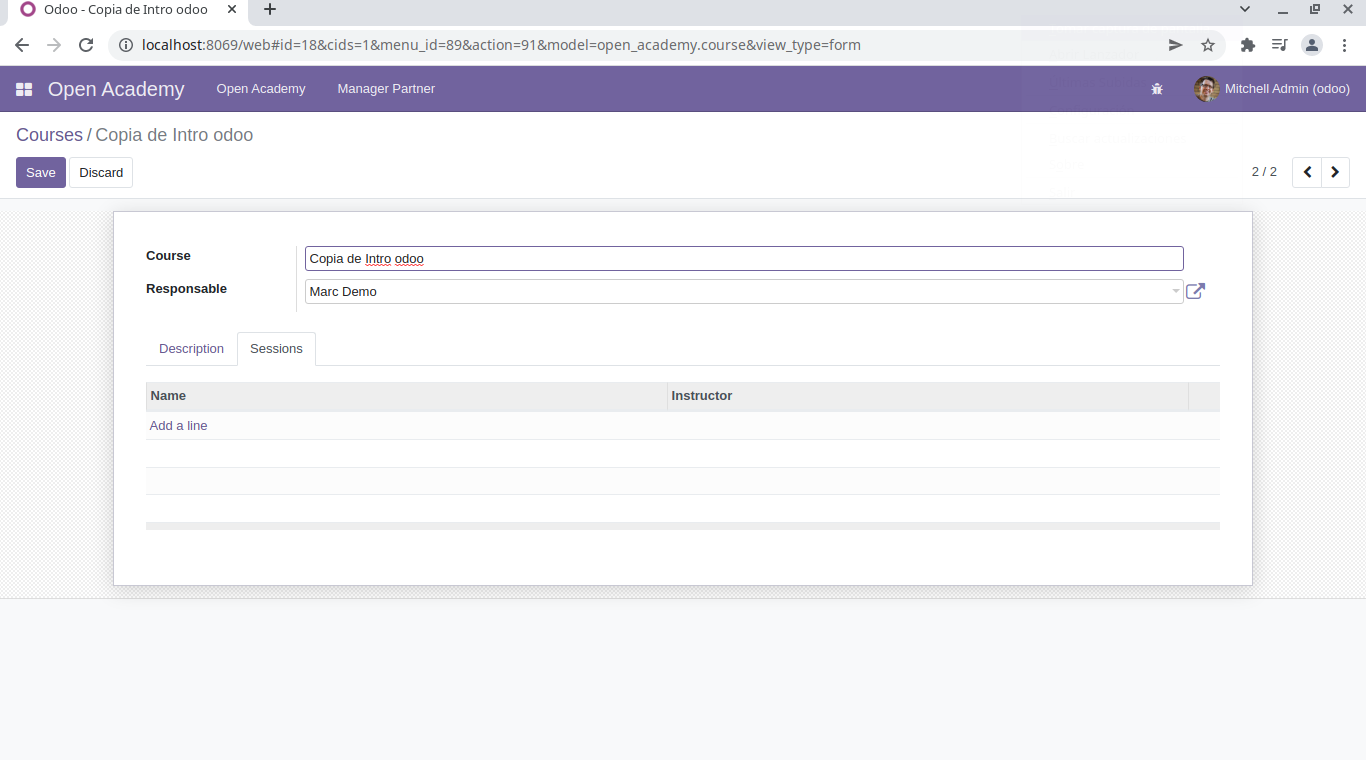 Odoo - Copia de Intro odoo
localhost:8069/web#id=18&cids=1&menu_id=89&action=91&model=open_academy.course&view_type=form
Open Academy Open Academy Manager Partner Mitchell Admin (odoo)
Courses / Copia de Intro odoo
Save Discard 2 / 2
Course Copia de Intro odoo
Responsable Marc Demo
Description Sessions
Name Instructor
Add a line